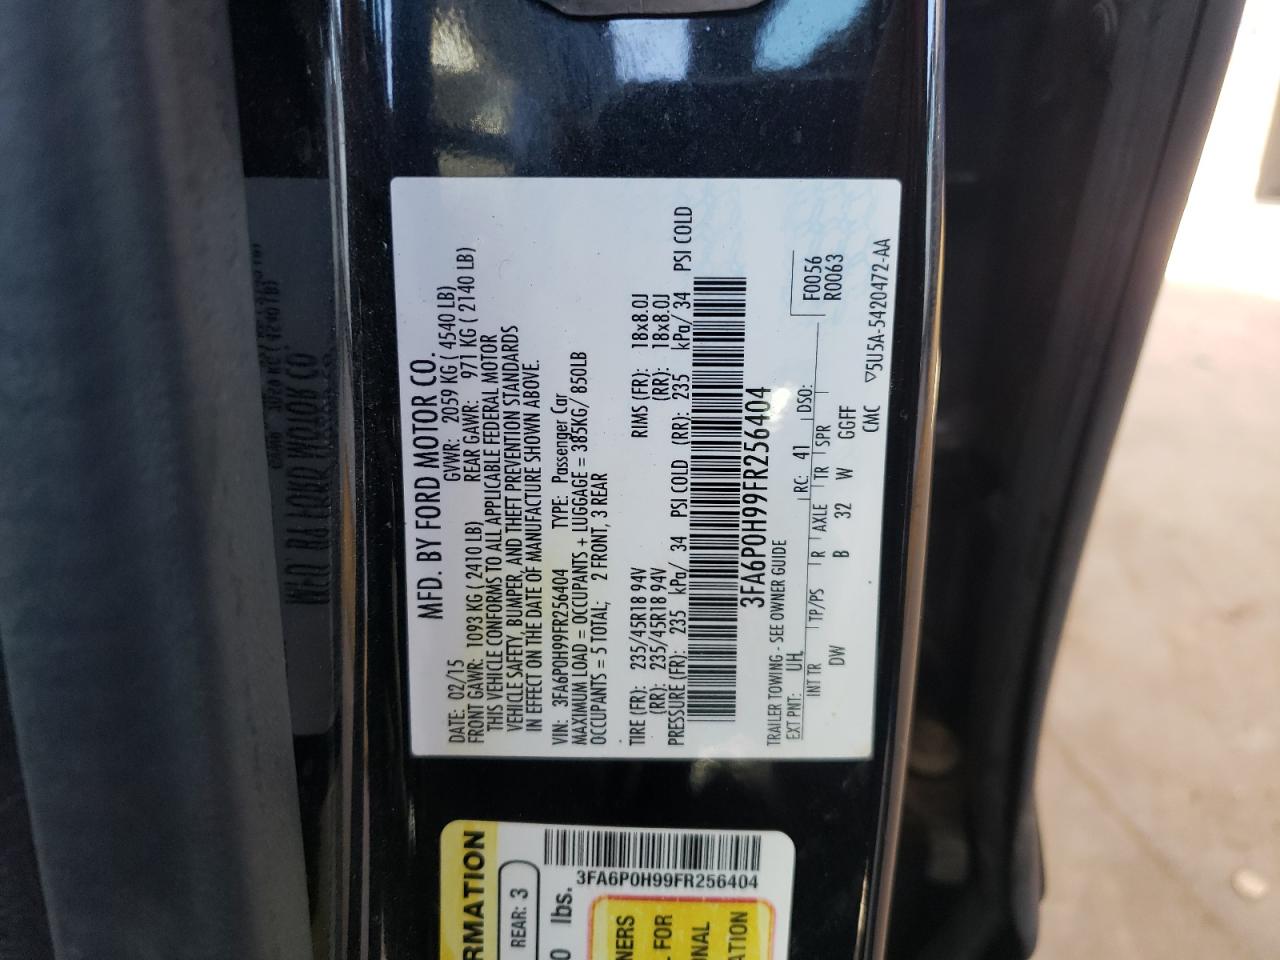 MFD. BY FORD MOTOR CO.
DATE: 02/15 GVWR: 2059 KG ( 4540 LB)
FRONT GAWR: 1093 KG ( 2410 LB) REAR GAWR: 971 KG ( 2140 LB)
THIS VEHICLE CONFORMS TO ALL APPLICABLE FEDERAL MOTOR
VEHICLE SAFETY, BUMPER, AND THEFT PREVENTION STANDARDS
IN EFFECT ON THE DATE OF MANUFACTURE SHOWN ABOVE.
VIN: 3FA6P0H99FR256404 TYPE: Passenger Car
MAXIMUM LOAD = OCCUPANTS + LUGGAGE = 385KG/ 850LB
OCCUPANTS = 5 TOTAL; 2 FRONT, 3 REAR
TIRE (FR): 235/45R18 94V RIMS (FR): 18x8.0J
(RR): 235/45R18 94V (RR): 18x8.0J
PRESSURE (FR): 235 kPa/ 34 PSI COLD (RR): 235 kPa/ 34 PSI COLD
3FA6P0H99FR256404
TRAILER TOWING - SEE OWNER GUIDE F0056
EXT PNT: UH RC: 41 DSO: R0063
INT TR TP/PS R AXLE TR SPR
DW B 32 W GGFF
CMC ▽5U5A-5420472-AA
RMATION
REAR: 3
0 lbs.
3FA6P0H99FR256404
NERS
L FOR
NAL
ATION